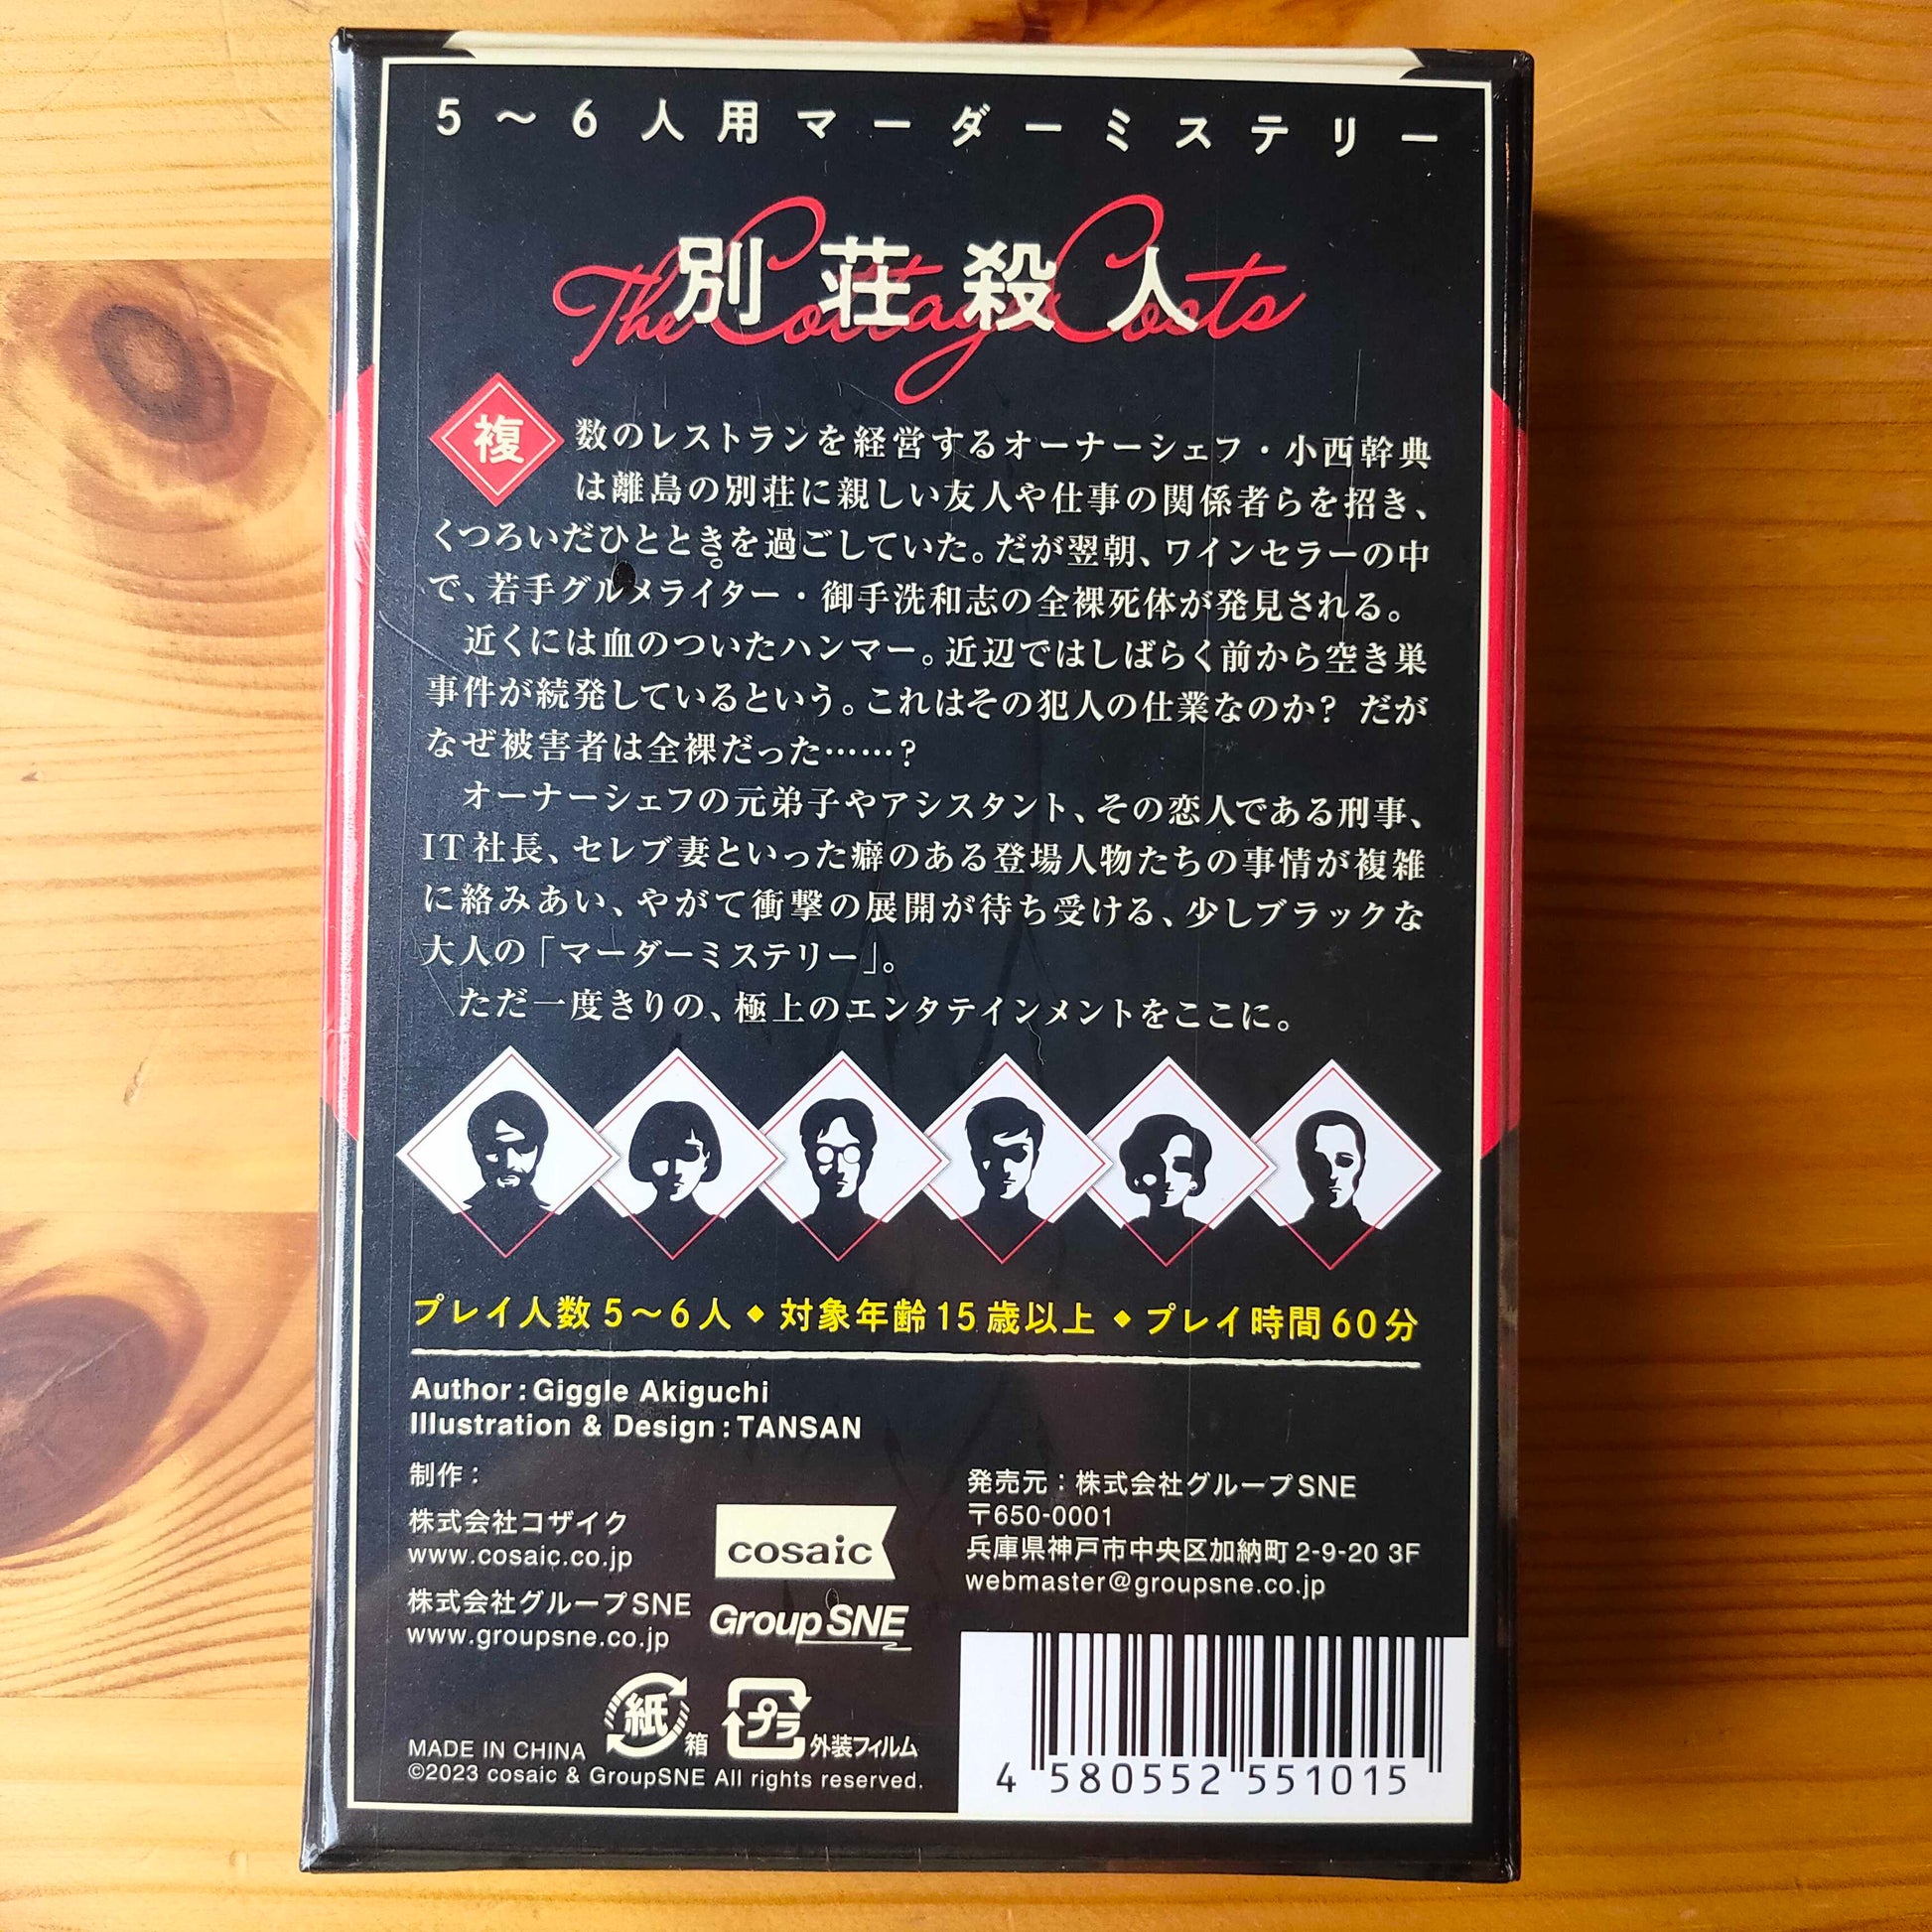 5～6人用マーダーミステリー
別荘殺人
The Cottage Costs
複数のレストランを経営するオーナーシェフ・小西幹典
は離島の別荘に親しい友人や仕事の関係者らを招き、
くつろいだひとときを過ごしていた。だが翌朝、ワインセラーの中
で、若手グルメライター・御手洗和志の全裸死体が発見される。
近くには血のついたハンマー。近辺ではしばらく前から空き巣
事件が続発しているという。これはその犯人の仕業なのか? だが
なぜ被害者は全裸だった……?
オーナーシェフの元弟子やアシスタント、その恋人である刑事、
IT社長、セレブ妻といった癖のある登場人物たちの事情が複雑
に絡みあい、やがて衝撃の展開が待ち受ける、少しブラックな
大人の「マーダーミステリー」。
ただ一度きりの、極上のエンタテインメントをここに。
プレイ人数5～6人◆対象年齢15歳以上◆プレイ時間60分
Author:Giggle Akiguchi
Illustration & Design:TANSAN
制作：
株式会社コザイク
www.cosaic.co.jp
cosaic
株式会社グループSNE
www.groupsne.co.jp
Group SNE
発売元：株式会社グループSNE
〒650-0001
兵庫県神戸市中央区加納町2-9-20 3F
webmaster@groupsne.co.jp
紙 箱
プラ 外装フィルム
MADE IN CHINA
©2023 cosaic & GroupSNE All rights reserved.
4 580552 551015